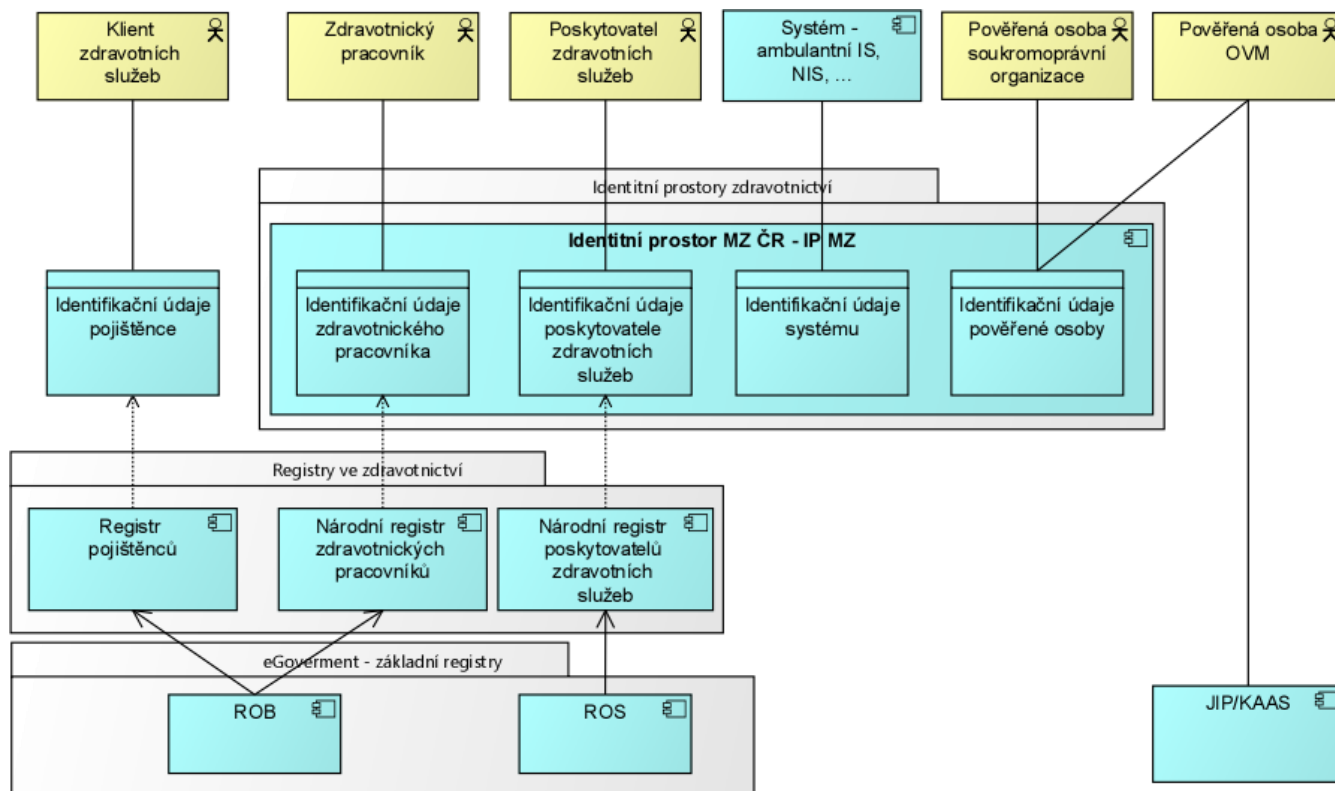 Klient
zdravotních
služeb
Zdravotnický
pracovník
Poskytovatel
zdravotních
služeb
Systém -
ambulantní IS,
NIS, ...
Pověřená osoba
soukromoprávní
organizace
Pověřená osoba
OVM
Identitní prostory zdravotnictví
Identitní prostor MZ ČR - IP MZ
Identifikační údaje
pojištěnce
Identifikační údaje
zdravotnického
pracovníka
Identifikační údaje
poskytovatele
zdravotních
služeb
Identifikační údaje
systému
Identifikační údaje
pověřené osoby
Registry ve zdravotnictví
Registr
pojištěnců
Národní registr
zdravotnických
pracovníků
Národní registr
poskytovatelů
zdravotních
služeb
eGoverment - základní registry
ROB
ROS
JIP/KAAS